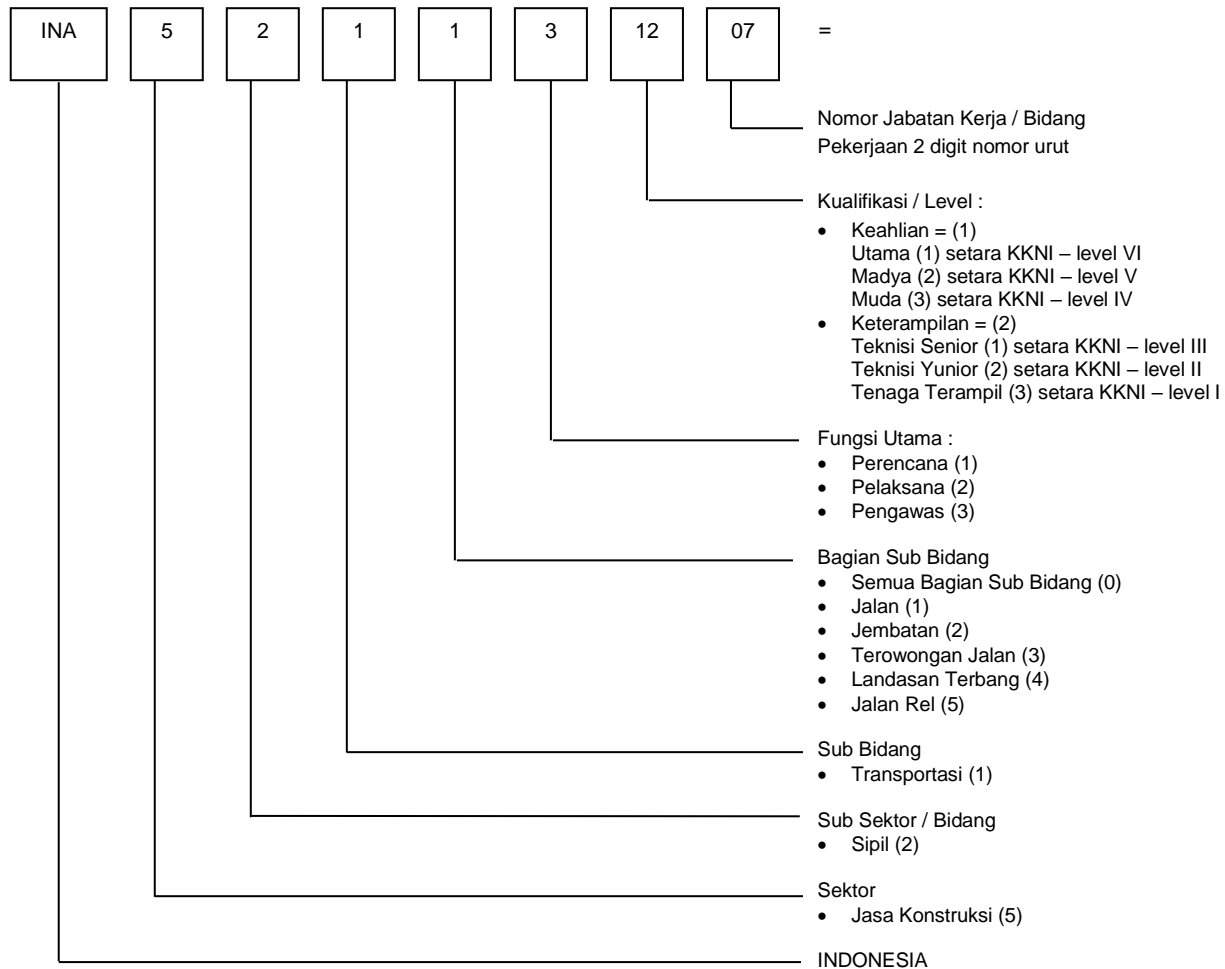 INA 5 2 1 1 3 12 07 =
Nomor Jabatan Kerja / Bidang
Pekerjaan 2 digit nomor urut
Kualifikasi / Level :
• Keahlian = (1)
Utama (1) setara KKNI – level VI
Madya (2) setara KKNI – level V
Muda (3) setara KKNI – level IV
• Keterampilan = (2)
Teknisi Senior (1) setara KKNI – level III
Teknisi Yunior (2) setara KKNI – level II
Tenaga Terampil (3) setara KKNI – level I
Fungsi Utama :
• Perencana (1)
• Pelaksana (2)
• Pengawas (3)
Bagian Sub Bidang
• Semua Bagian Sub Bidang (0)
• Jalan (1)
• Jembatan (2)
• Terowongan Jalan (3)
• Landasan Terbang (4)
• Jalan Rel (5)
Sub Bidang
• Transportasi (1)
Sub Sektor / Bidang
• Sipil (2)
Sektor
• Jasa Konstruksi (5)
INDONESIA